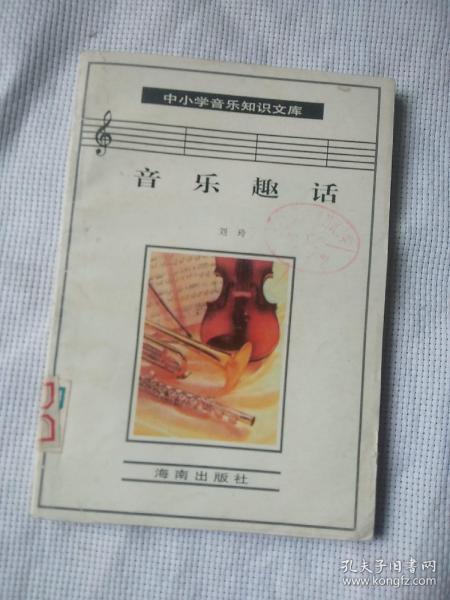 中小学音乐知识文库
音乐趣话
刘玲
海南出版社
孔夫子旧书网
www.kongfz.com